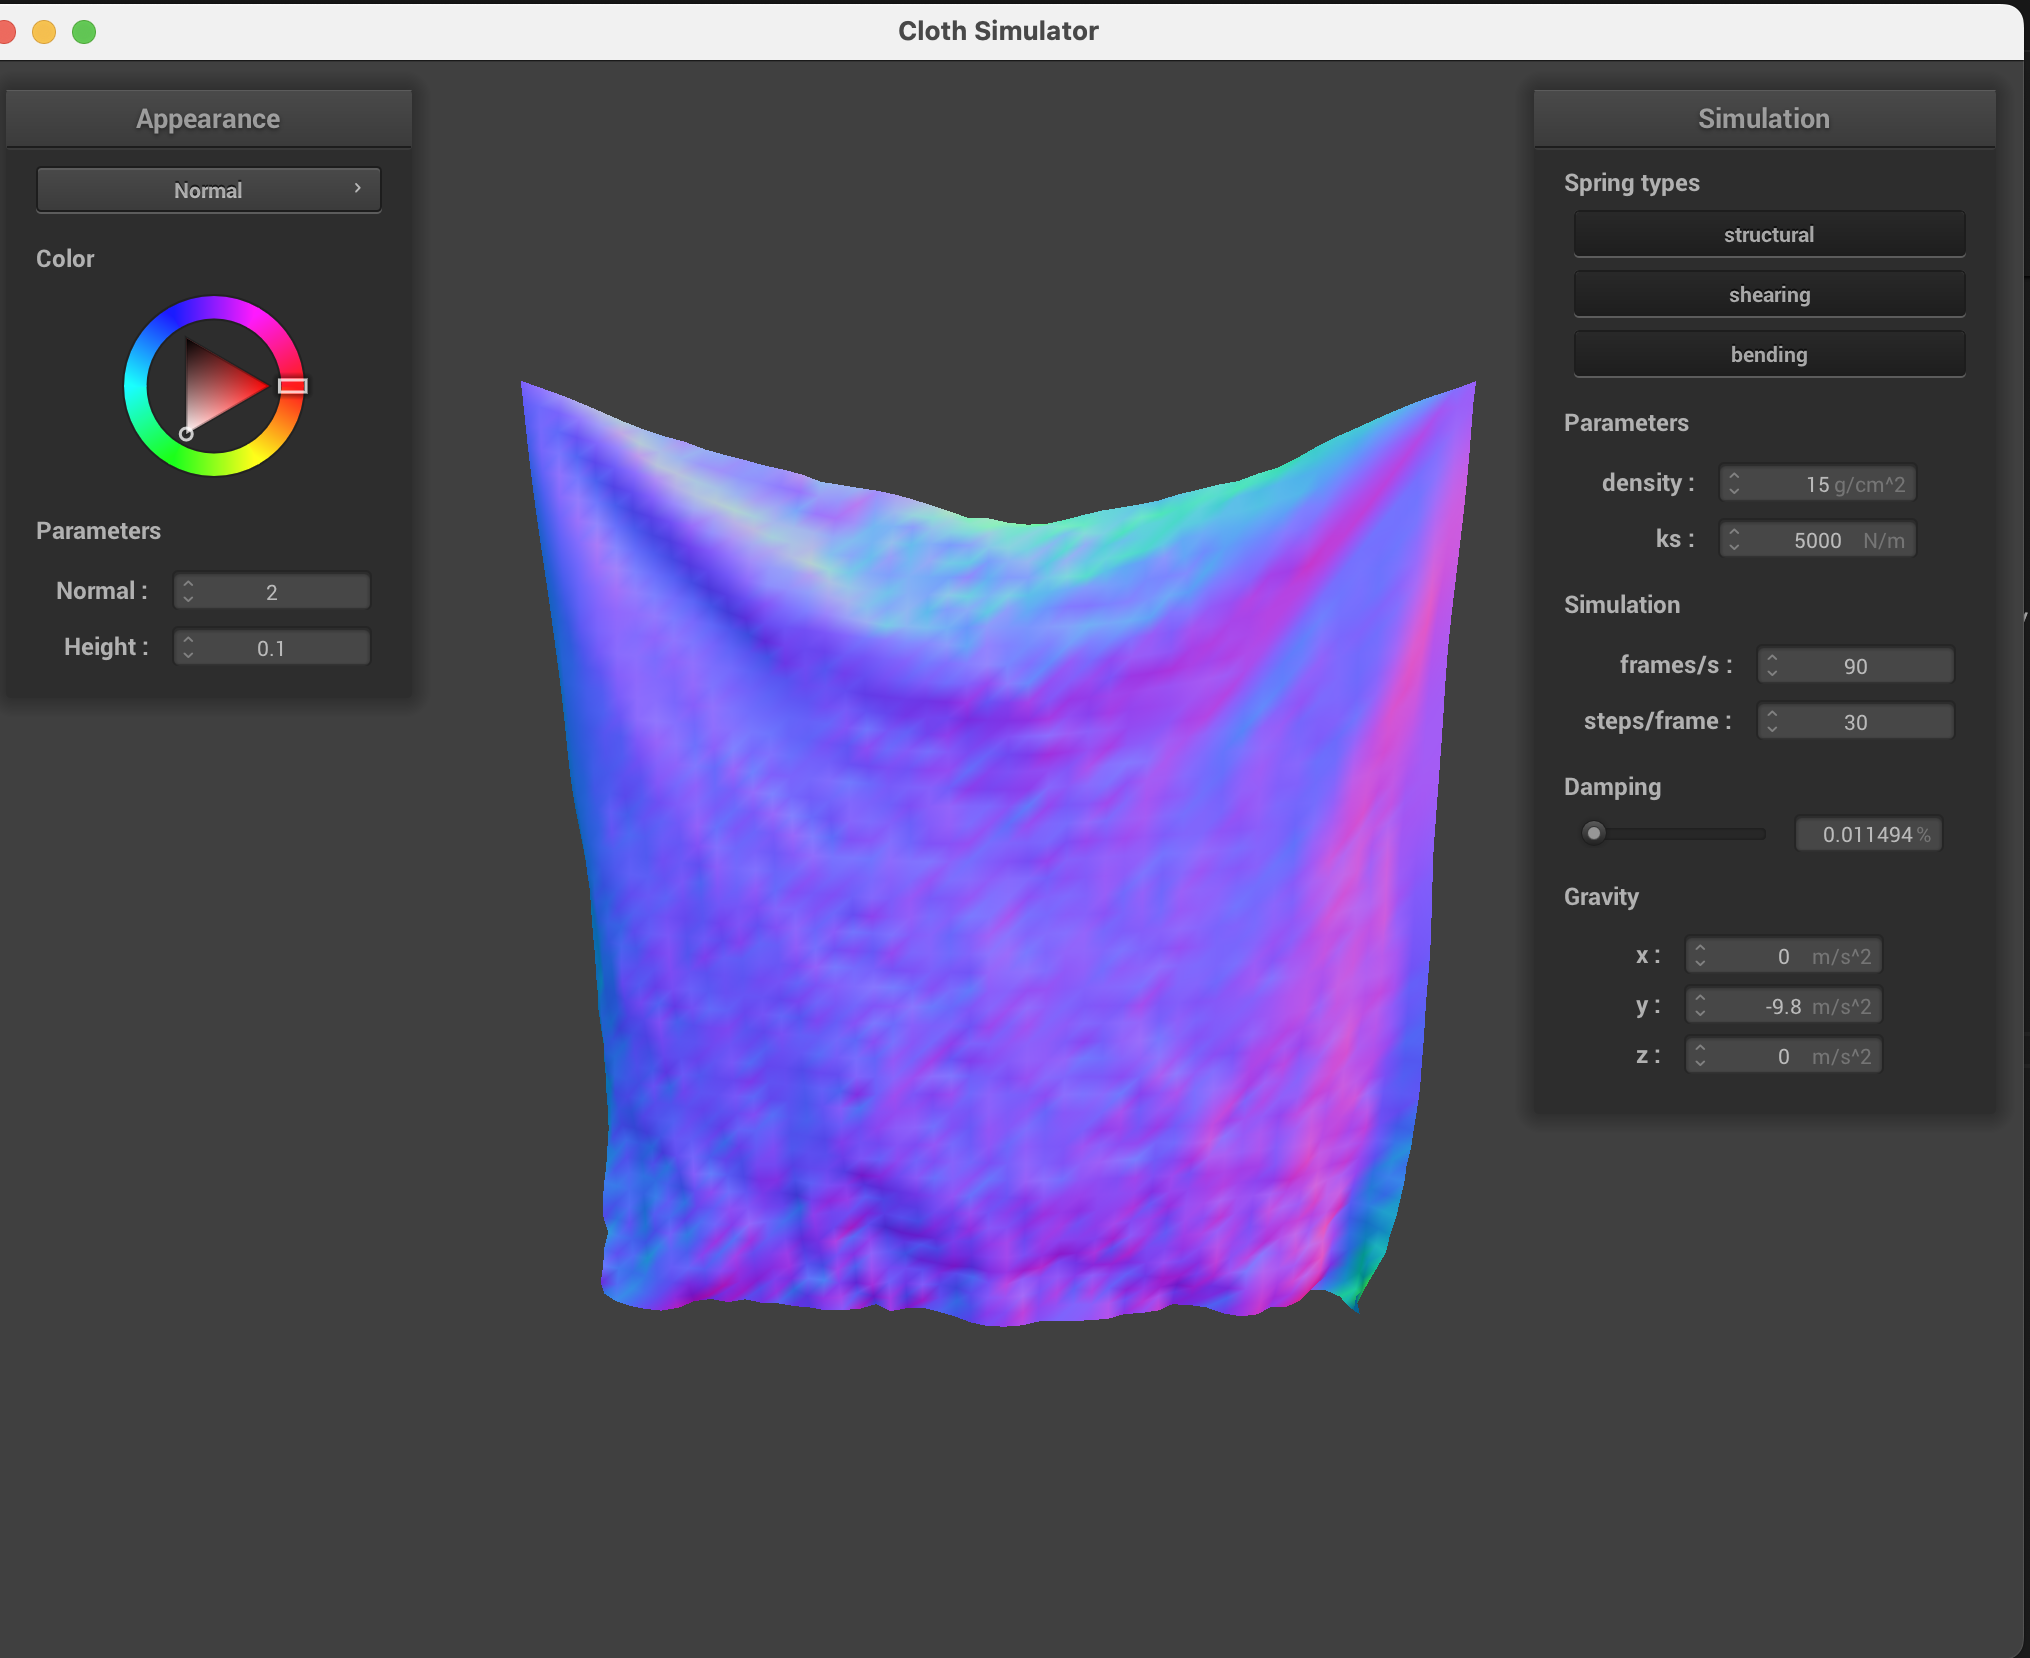 Cloth Simulator
Appearance
Normal
Color
Parameters
Normal : 2
Height : 0.1
Simulation
Spring types
structural
shearing
bending
Parameters
density : 15 g/cm^2
ks : 5000 N/m
Simulation
frames/s : 90
steps/frame : 30
Damping
0.011494 %
Gravity
x : 0 m/s^2
y : -9.8 m/s^2
z : 0 m/s^2